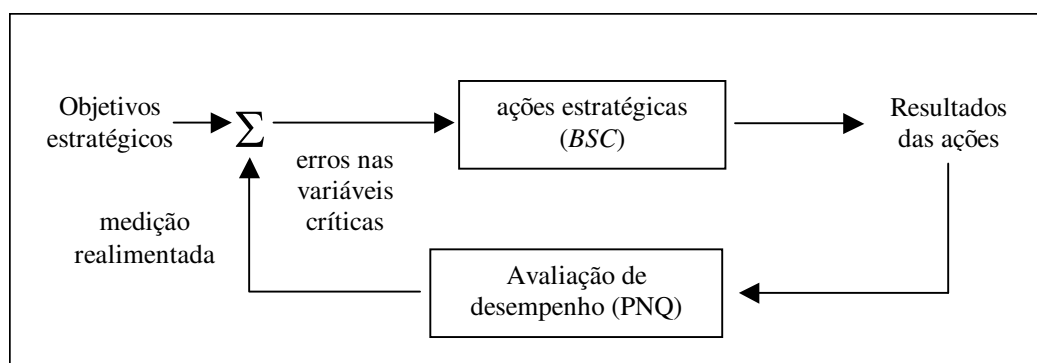 Objetivos
estratégicos
Σ
erros nas
variáveis
críticas
ações estratégicas
(BSC)
Resultados
das ações
medição
realimentada
Avaliação de
desempenho (PNQ)